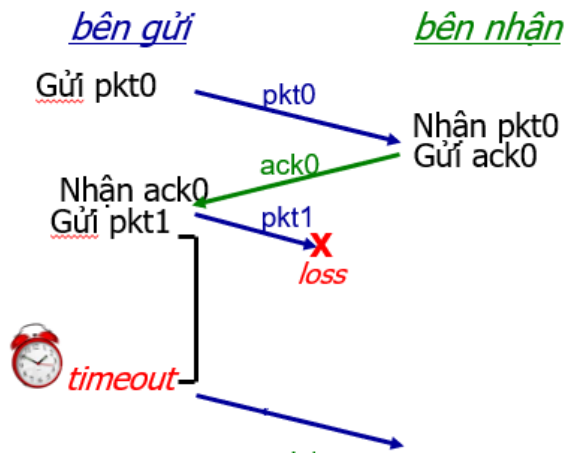 bên gửi
bên nhận
Gửi pkt0
pkt0
Nhận pkt0
Gửi ack0
ack0
Nhận ack0
Gửi pkt1
pkt1
X
loss
timeout